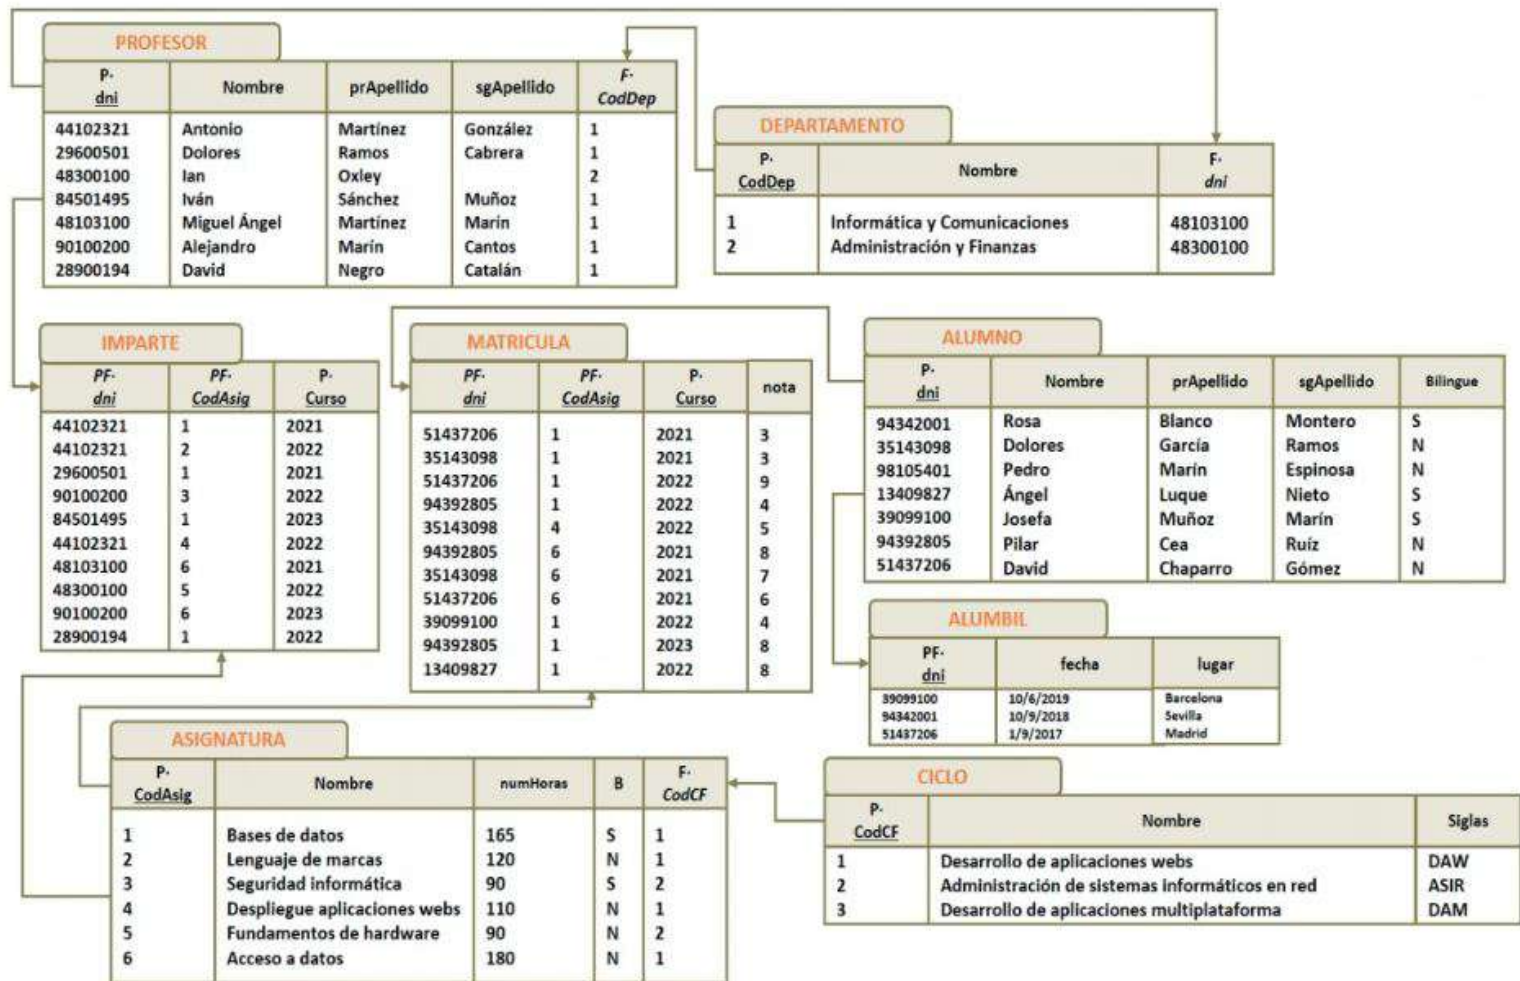 PROFESOR
P- dni Nombre prApellido sgApellido F- CodDep
44102321 Antonio Martínez González 1
29600501 Dolores Ramos Cabrera 1
48300100 Ian Oxley 2
84501495 Iván Sánchez Muñoz 1
48103100 Miguel Ángel Martínez Marín 1
90100200 Alejandro Marín Cantos 1
28900194 David Negro Catalán 1
DEPARTAMENTO
P- CodDep Nombre F- dni
1 Informática y Comunicaciones 48103100
2 Administración y Finanzas 48300100
IMPARTE
PF- dni PF- CodAsig P- Curso
44102321 1 2021
44102321 2 2022
29600501 1 2021
90100200 3 2022
84501495 1 2023
44102321 4 2022
48103100 6 2021
48300100 5 2022
90100200 6 2023
28900194 1 2022
MATRICULA
PF- dni PF- CodAsig P- Curso nota
51437206 1 2021 3
35143098 1 2021 3
51437206 1 2022 9
94392805 1 2022 4
35143098 4 2022 5
94392805 6 2021 8
35143098 6 2021 7
51437206 6 2021 6
39099100 1 2022 4
94392805 1 2023 8
13409827 1 2022 8
ALUMNO
P- dni Nombre prApellido sgApellido Bilingue
94342001 Rosa Blanco Montero S
35143098 Dolores García Ramos N
98105401 Pedro Marín Espinosa N
13409827 Ángel Luque Nieto S
39099100 Josefa Muñoz Marín S
94392805 Pilar Cea Ruíz N
51437206 David Chaparro Gómez N
ALUMBIL
PF- dni fecha lugar
39099100 10/6/2019 Barcelona
94342001 10/9/2018 Sevilla
51437206 1/9/2017 Madrid
ASIGNATURA
P- CodAsig Nombre numHoras B F- CodCF
1 Bases de datos 165 S 1
2 Lenguaje de marcas 120 N 1
3 Seguridad informática 90 S 2
4 Despliegue aplicaciones webs 110 N 1
5 Fundamentos de hardware 90 N 2
6 Acceso a datos 180 N 1
CICLO
P- CodCF Nombre Siglas
1 Desarrollo de aplicaciones webs DAW
2 Administración de sistemas informáticos en red ASIR
3 Desarrollo de aplicaciones multiplataforma DAM